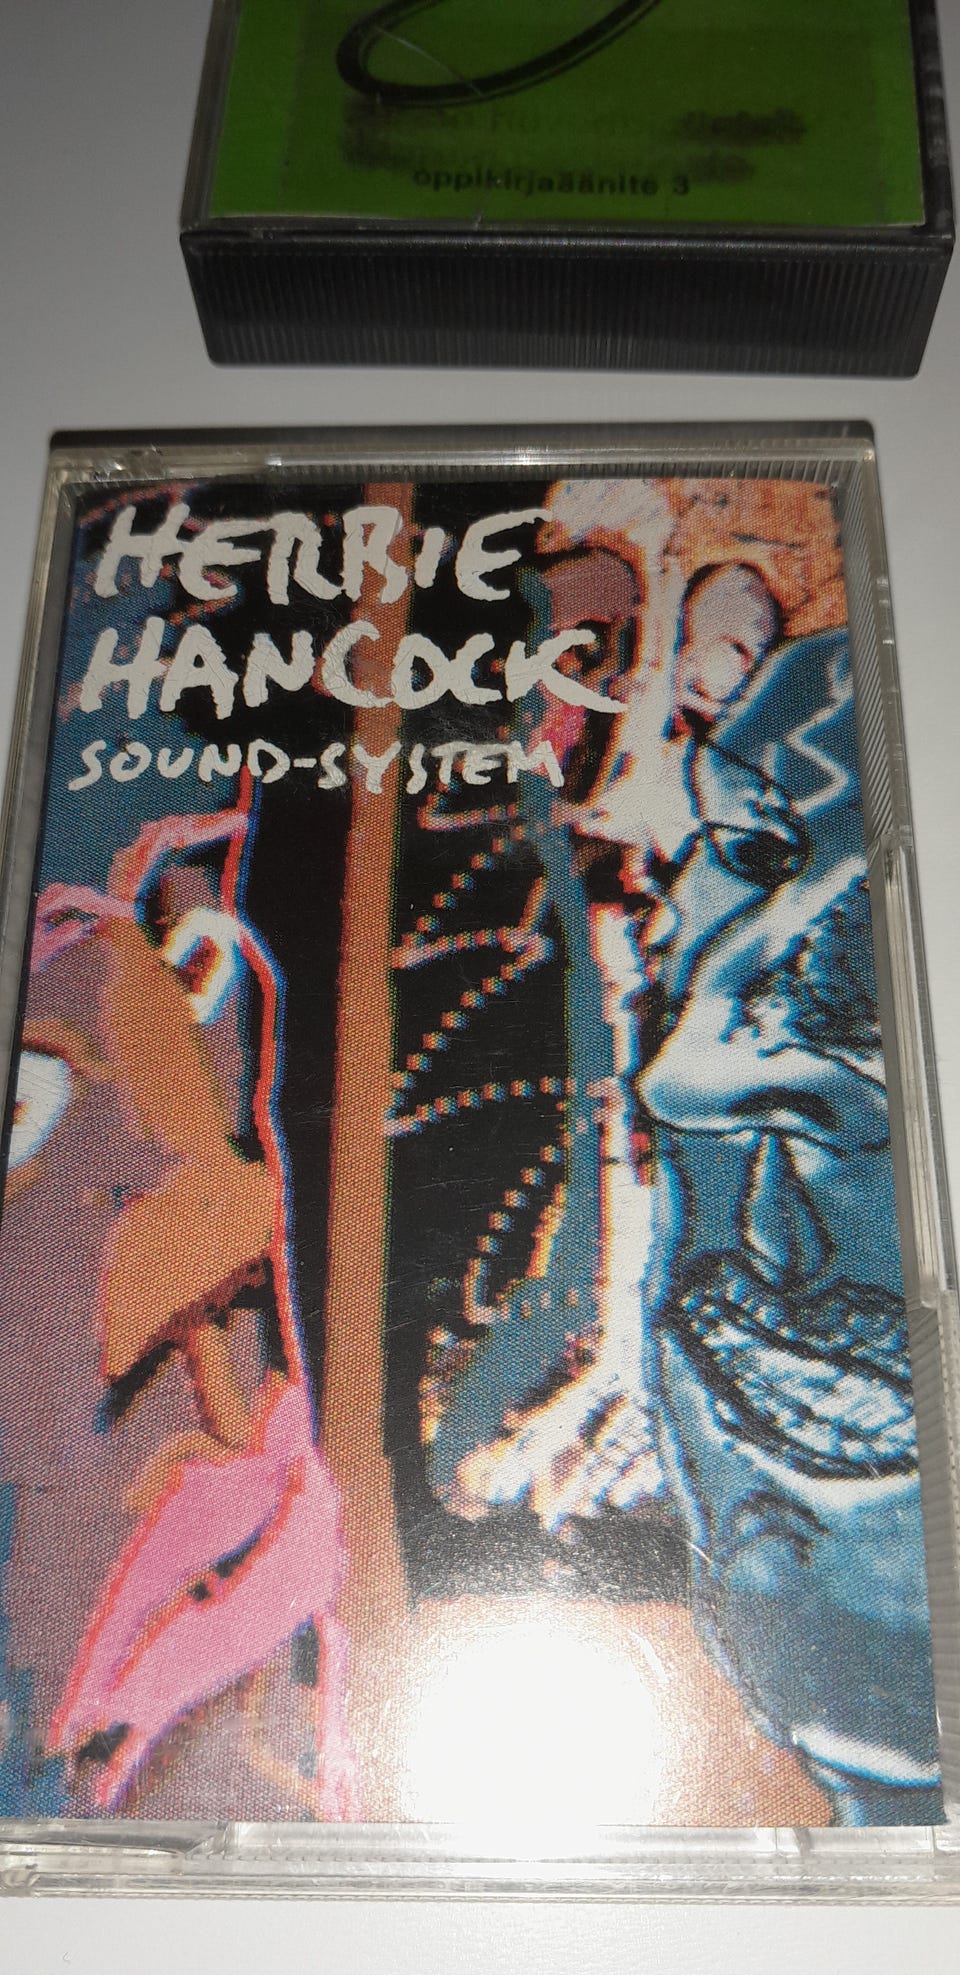 oppikirjaäänite 3
HERBIE
HANCOCK
SOUND-SYSTEM